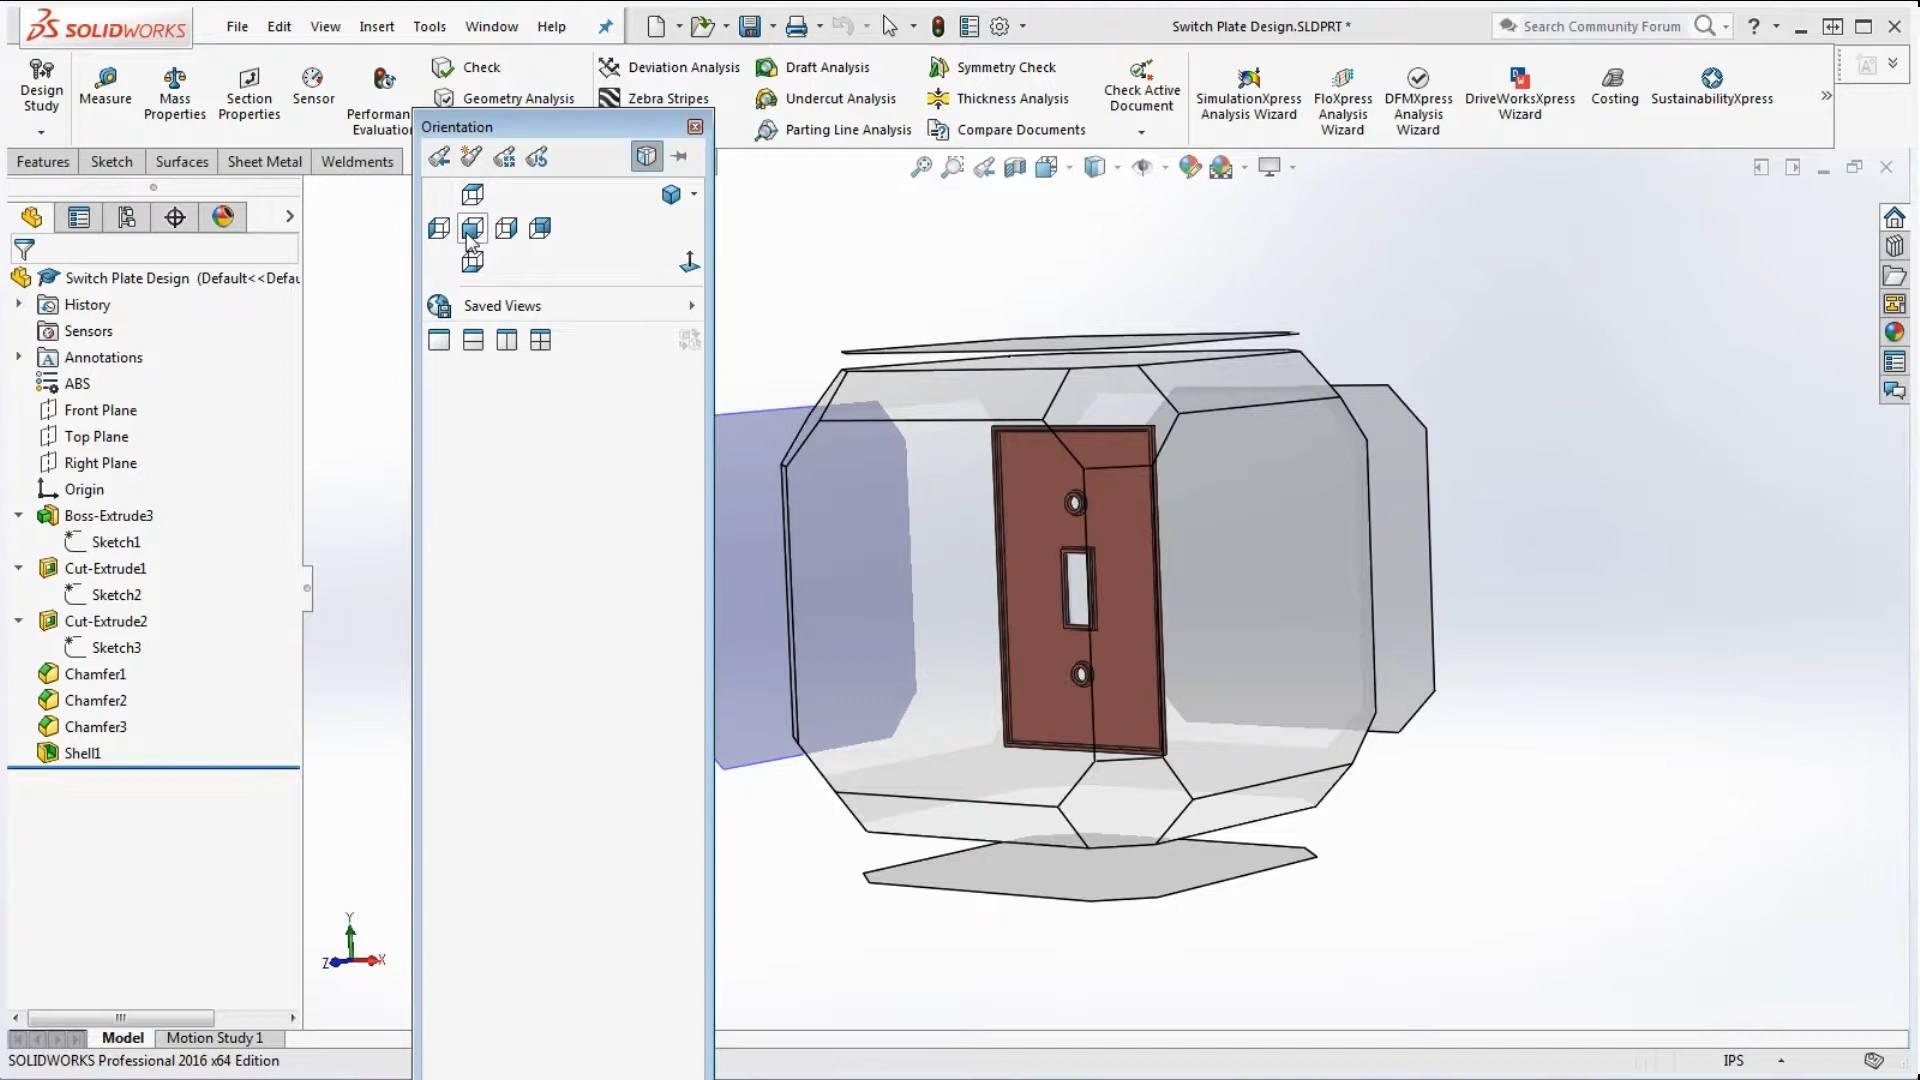 SOLIDWORKS File Edit View Insert Tools Window Help Switch Plate Design.SLDPRT * Search Community Forum ?
Design Study
Measure
Mass Properties
Section Properties
Sensor
Performa Evaluatio
Check
Geometry Analysis
Deviation Analysis
Zebra Stripes
Draft Analysis
Undercut Analysis
Parting Line Analysis
Symmetry Check
Thickness Analysis
Compare Documents
Check Active Document
SimulationXpress Analysis Wizard
FloXpress Analysis Wizard
DFMXpress Analysis Wizard
DriveWorksXpress Wizard
Costing
SustainabilityXpress
Orientation
Features Sketch Surfaces Sheet Metal Weldments
Saved Views
Switch Plate Design (Default<<Defau
History
Sensors
Annotations
ABS
Front Plane
Top Plane
Right Plane
Origin
Boss-Extrude3
Sketch1
Cut-Extrude1
Sketch2
Cut-Extrude2
Sketch3
Chamfer1
Chamfer2
Chamfer3
Shell1
Y
Z X
Model Motion Study 1
SOLIDWORKS Professional 2016 x64 Edition IPS